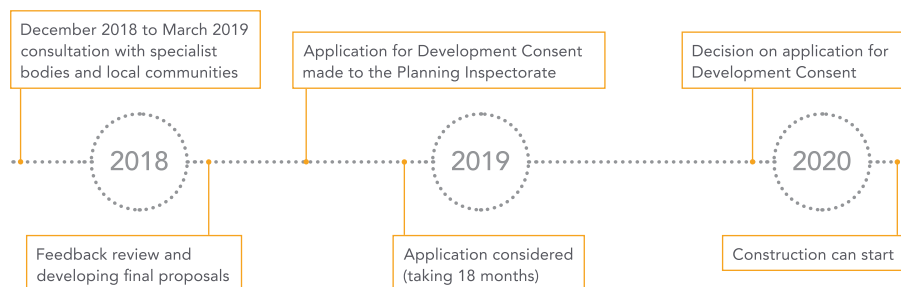 December 2018 to March 2019
consultation with specialist
bodies and local communities
Application for Development Consent
made to the Planning Inspectorate
Decision on application for
Development Consent
2018
2019
2020
Feedback review and
developing final proposals
Application considered
(taking 18 months)
Construction can start